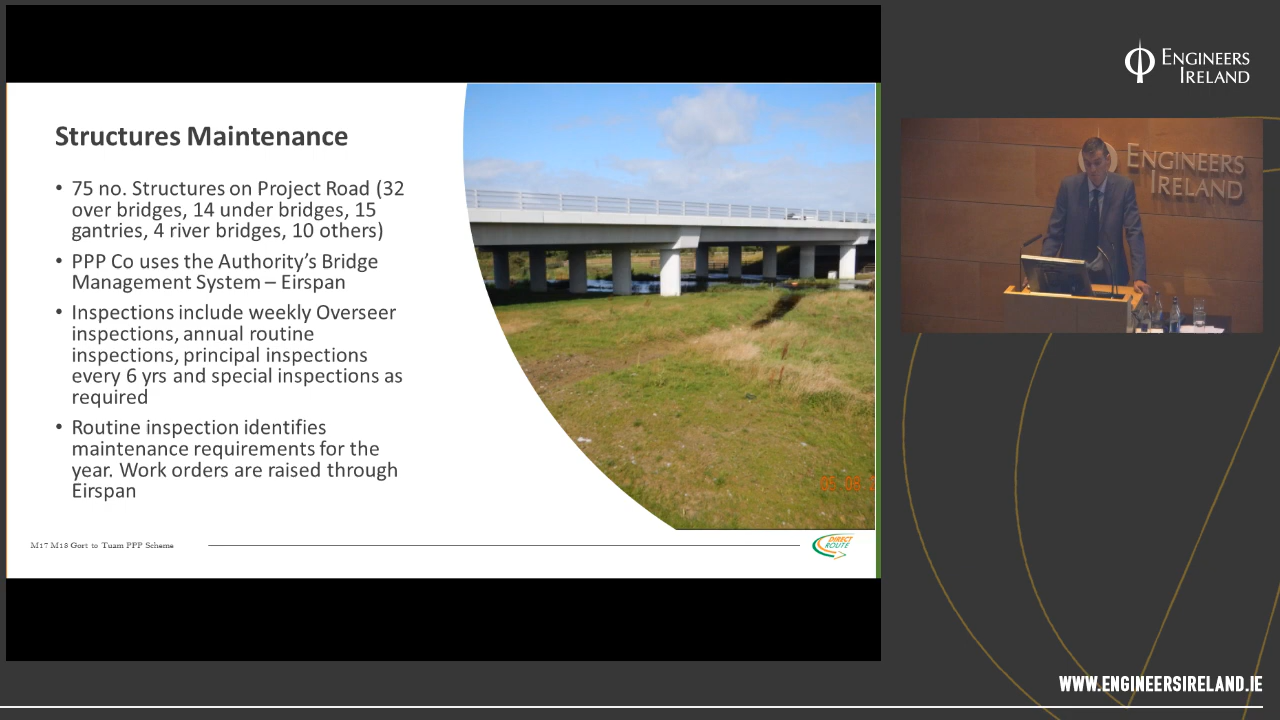 ENGINEERS
IRELAND
Structures Maintenance
• 75 no. Structures on Project Road (32
over bridges, 14 under bridges, 15
gantries, 4 river bridges, 10 others)
• PPP Co uses the Authority’s Bridge
Management System – Eirspan
• Inspections include weekly Overseer
inspections, annual routine
inspections, principal inspections
every 6 yrs and special inspections as
required
• Routine inspection identifies
maintenance requirements for the
year. Work orders are raised through
Eirspan
M17 M18 Gort to Tuam PPP Scheme
DIRECT
ROUTE
ENGINEERS
IRELAND
WWW.ENGINEERSIRELAND.IE